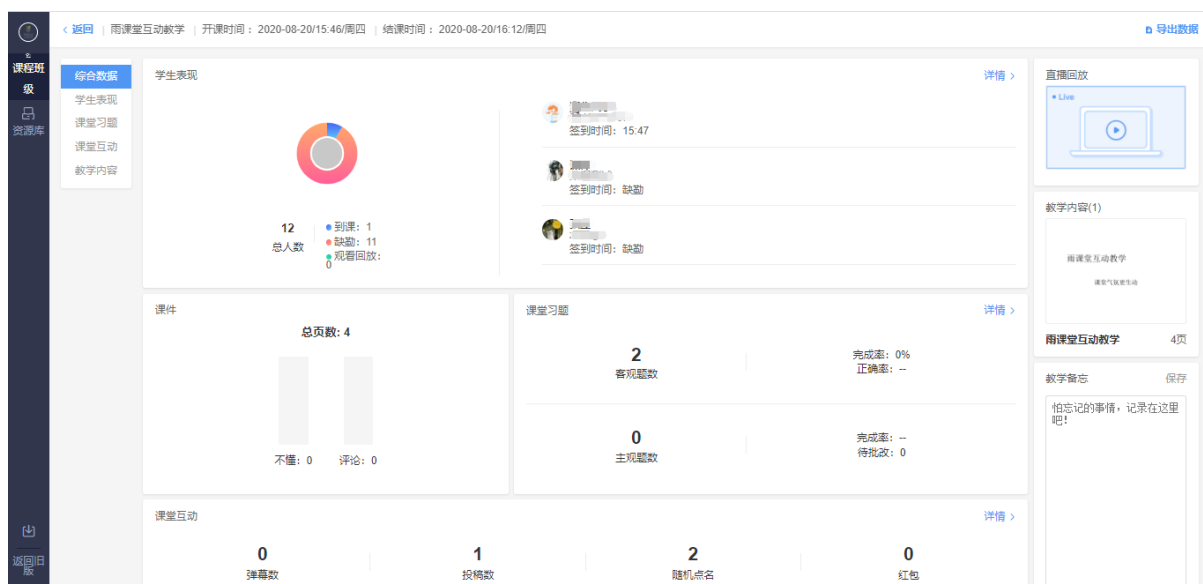 返回
雨课堂互动教学
开课时间：2020-08-20/15:46/周四
结课时间：2020-08-20/16:12/周四
导出数据
课程班
级
资源库
返回旧
版
综合数据
学生表现
课堂习题
课堂互动
教学内容
学生表现
详情
12
总人数
到课：1
缺勤：11
观看回放：
0
签到时间：15:47
签到时间：缺勤
签到时间：缺勤
课件
总页数: 4
不懂：0
评论：0
课堂习题
详情
2
客观题数
完成率：0%
正确率：--
0
主观题数
完成率：--
待批改：0
课堂互动
详情
0
弹幕数
1
投稿数
2
随机点名
0
红包
直播回放
Live
教学内容(1)
雨课堂互动教学
课堂气氛更生动
雨课堂互动教学
4页
教学备忘
保存
怕忘记的事情，记录在这里
吧!